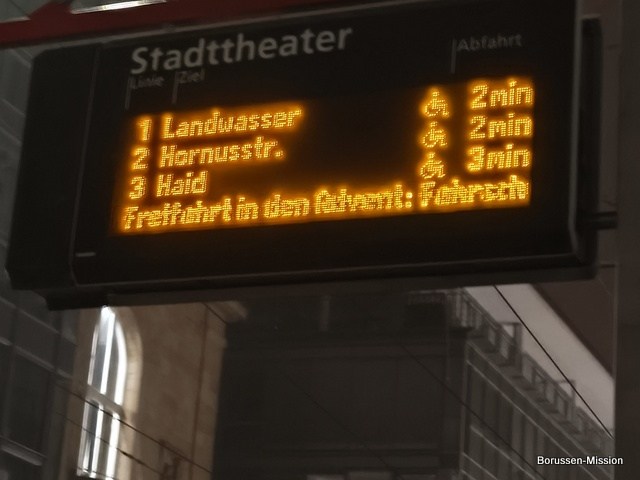 Stadttheater
Linie Ziel Abfahrt
1 Landwasser 2min
2 Hornusstr. 2min
3 Haid 3min
Freifahrt in den Advent: Fahrsch
Borussen-Mission